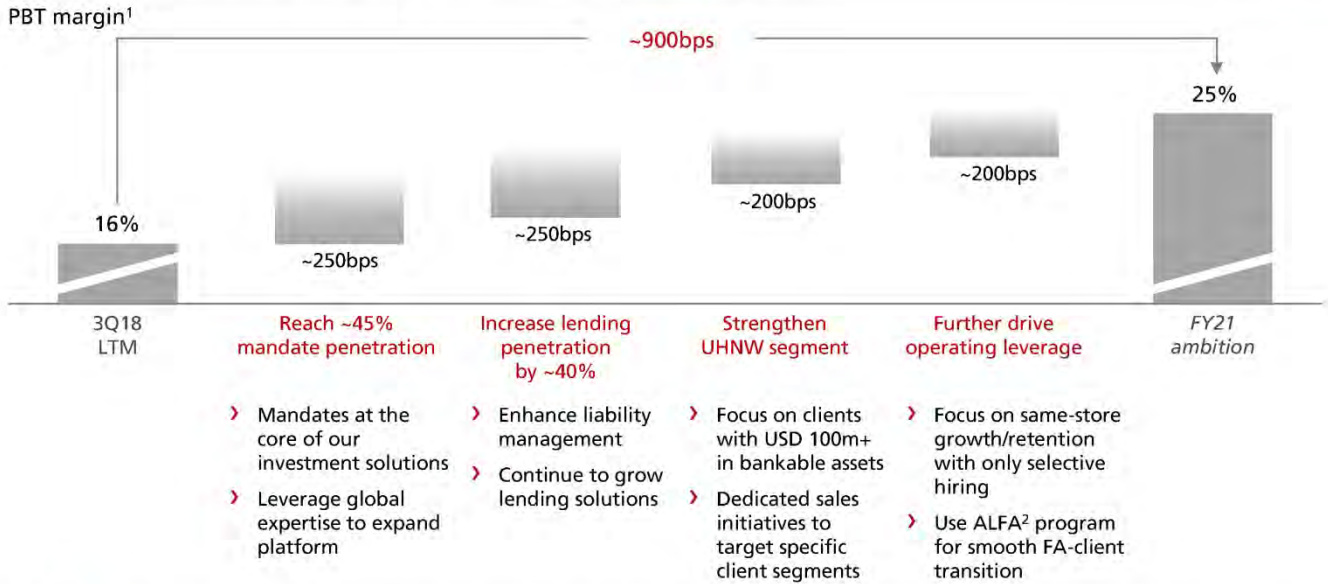 PBT margin¹
~900bps
16%
~250bps
~250bps
~200bps
~200bps
25%
3Q18
LTM
Reach ~45%
mandate penetration
Increase lending
penetration
by ~40%
Strengthen
UHNW segment
Further drive
operating leverage
FY21
ambition
› Mandates at the
core of our
investment solutions
› Leverage global
expertise to expand
platform
› Enhance liability
management
› Continue to grow
lending solutions
› Focus on clients
with USD 100m+
in bankable assets
› Dedicated sales
initiatives to
target specific
client segments
› Focus on same-store
growth/retention
with only selective
hiring
› Use ALFA² program
for smooth FA-client
transition